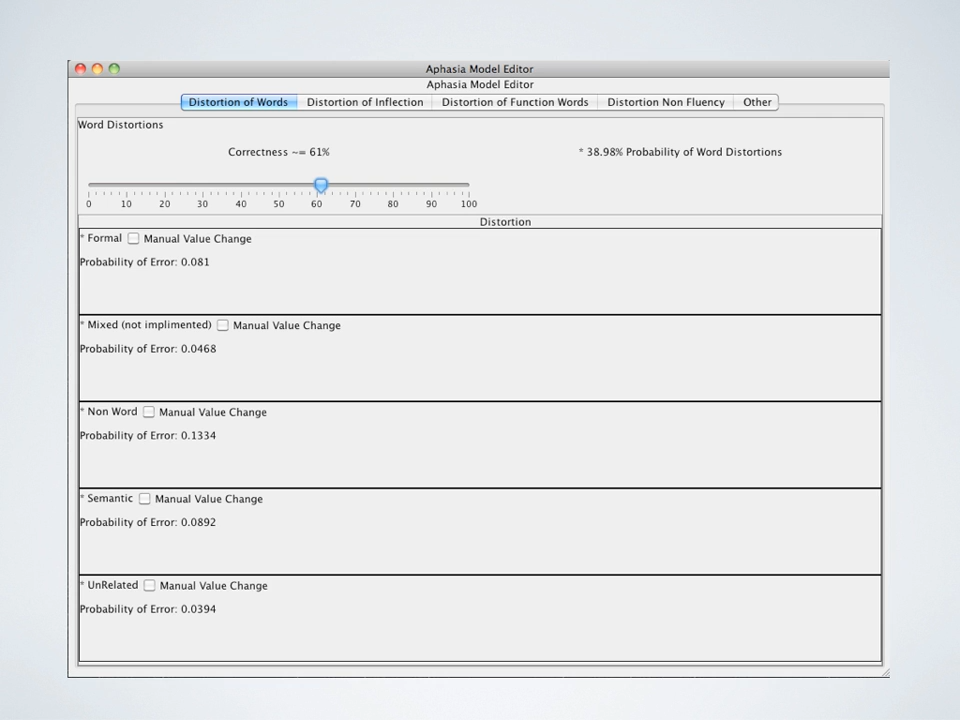 Aphasia Model Editor
Aphasia Model Editor
Distortion of Words Distortion of Inflection Distortion of Function Words Distortion Non Fluency Other
Word Distortions
Correctness ~= 61% * 38.98% Probability of Word Distortions
0 10 20 30 40 50 60 70 80 90 100
Distortion
* Formal Manual Value Change
Probability of Error: 0.081
* Mixed (not implimented) Manual Value Change
Probability of Error: 0.0468
* Non Word Manual Value Change
Probability of Error: 0.1334
* Semantic Manual Value Change
Probability of Error: 0.0892
* UnRelated Manual Value Change
Probability of Error: 0.0394